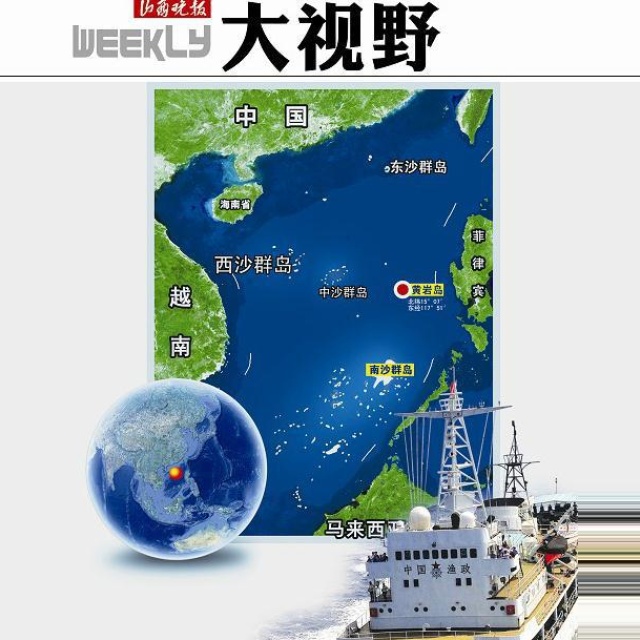 山西晚报
WEEKLY 大视野
中 国
东沙群岛
海南省
菲律宾
西沙群岛
中沙群岛
黄岩岛
北纬15°07′
东经117°51′
越南
南沙群岛
马来西亚
中国 渔政